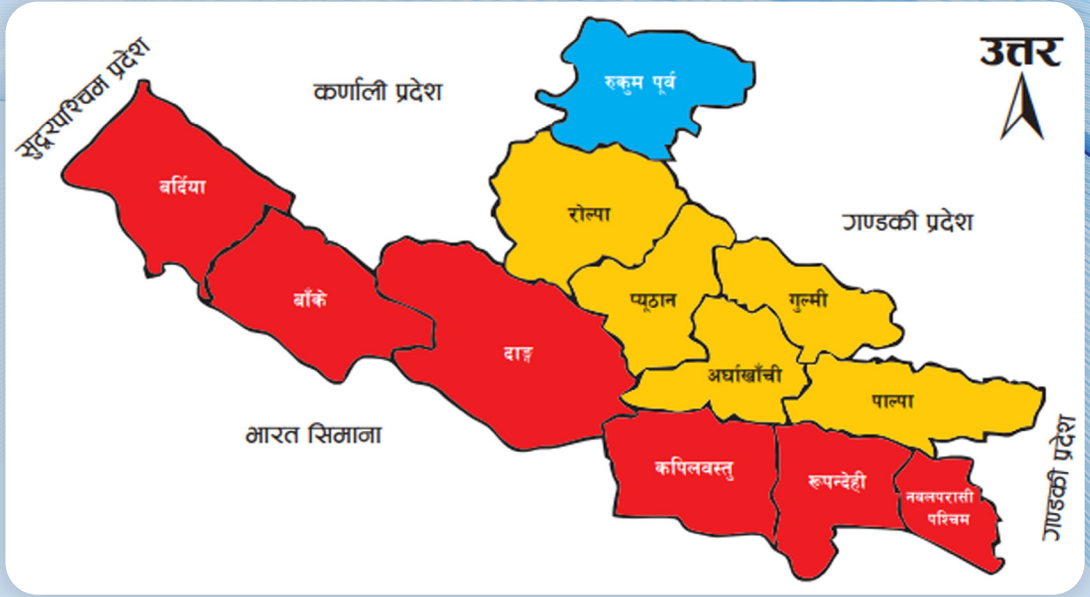 उत्तर
सुदूरपश्चिम प्रदेश
कर्णाली प्रदेश
रुकुम पूर्व
बर्दिया
रोल्पा
गण्डकी प्रदेश
बाँके
प्यूठान
गुल्मी
दाङ्ग
अर्घाखाँची
पाल्पा
भारत सिमाना
कपिलवस्तु
रूपन्देही
नवलपरासी
पश्चिम
गण्डकी प्रदेश